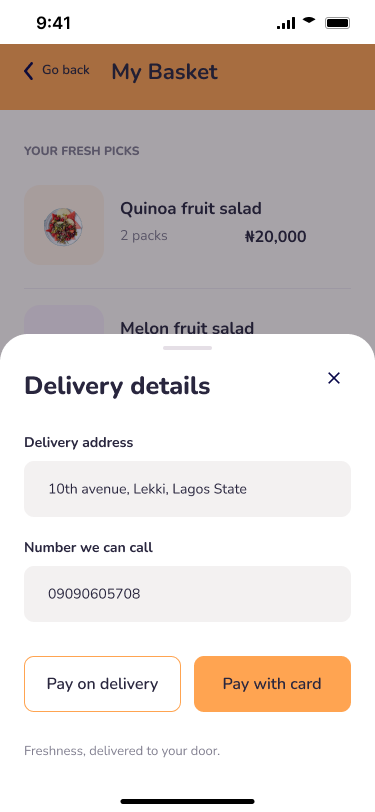 9:41
Go back
My Basket
YOUR FRESH PICKS
Quinoa fruit salad
2 packs
₦20,000
Melon fruit salad
Delivery details
Delivery address
10th avenue, Lekki, Lagos State
Number we can call
09090605708
Pay on delivery
Pay with card
Freshness, delivered to your door.